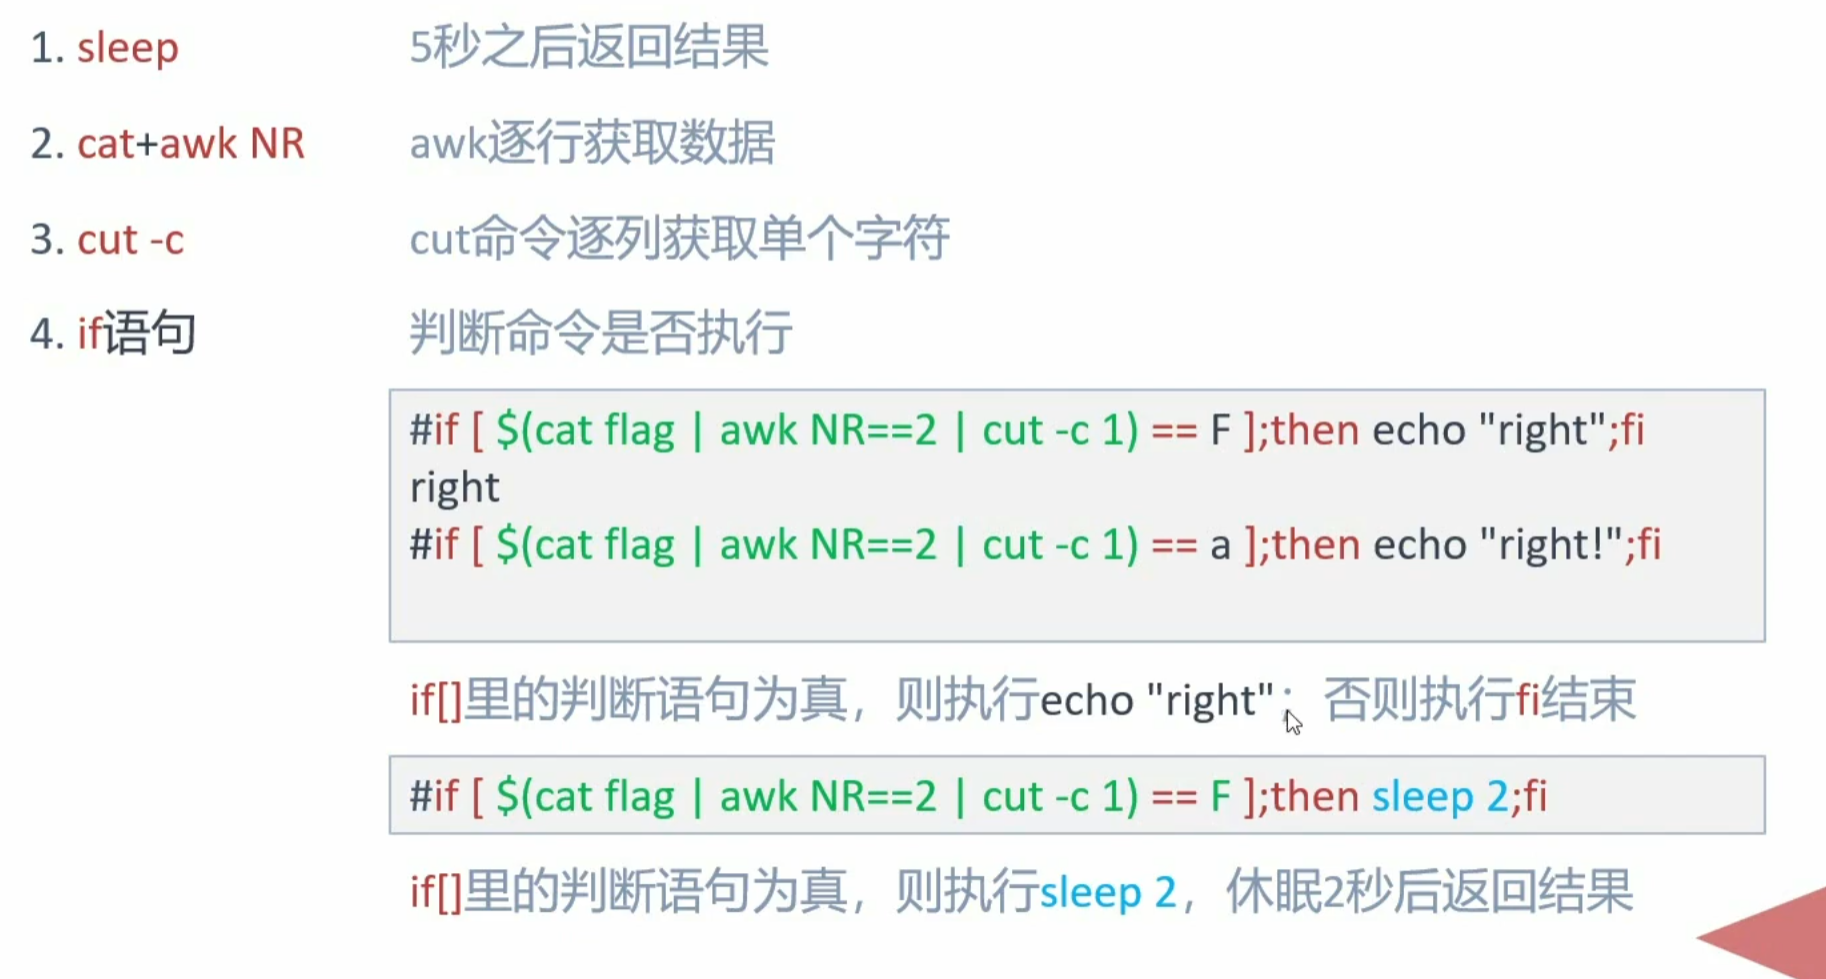 1. sleep 5秒之后返回结果
2. cat+awk NR awk逐行获取数据
3. cut -c cut命令逐列获取单个字符
4. if语句 判断命令是否执行
#if [ $(cat flag | awk NR==2 | cut -c 1) == F ];then echo "right";fi
right
#if [ $(cat flag | awk NR==2 | cut -c 1) == a ];then echo "right!";fi
if[]里的判断语句为真，则执行echo "right"；否则执行fi结束
#if [ $(cat flag | awk NR==2 | cut -c 1) == F ];then sleep 2;fi
if[]里的判断语句为真，则执行sleep 2，休眠2秒后返回结果